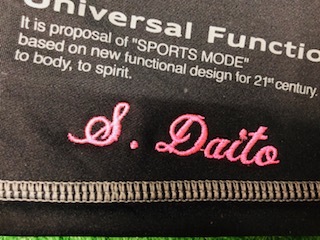 Universal Functio
It is proposal of "SPORTS MODE"
based on new functional design for 21st century.
to body, to spirit.
S. Daito